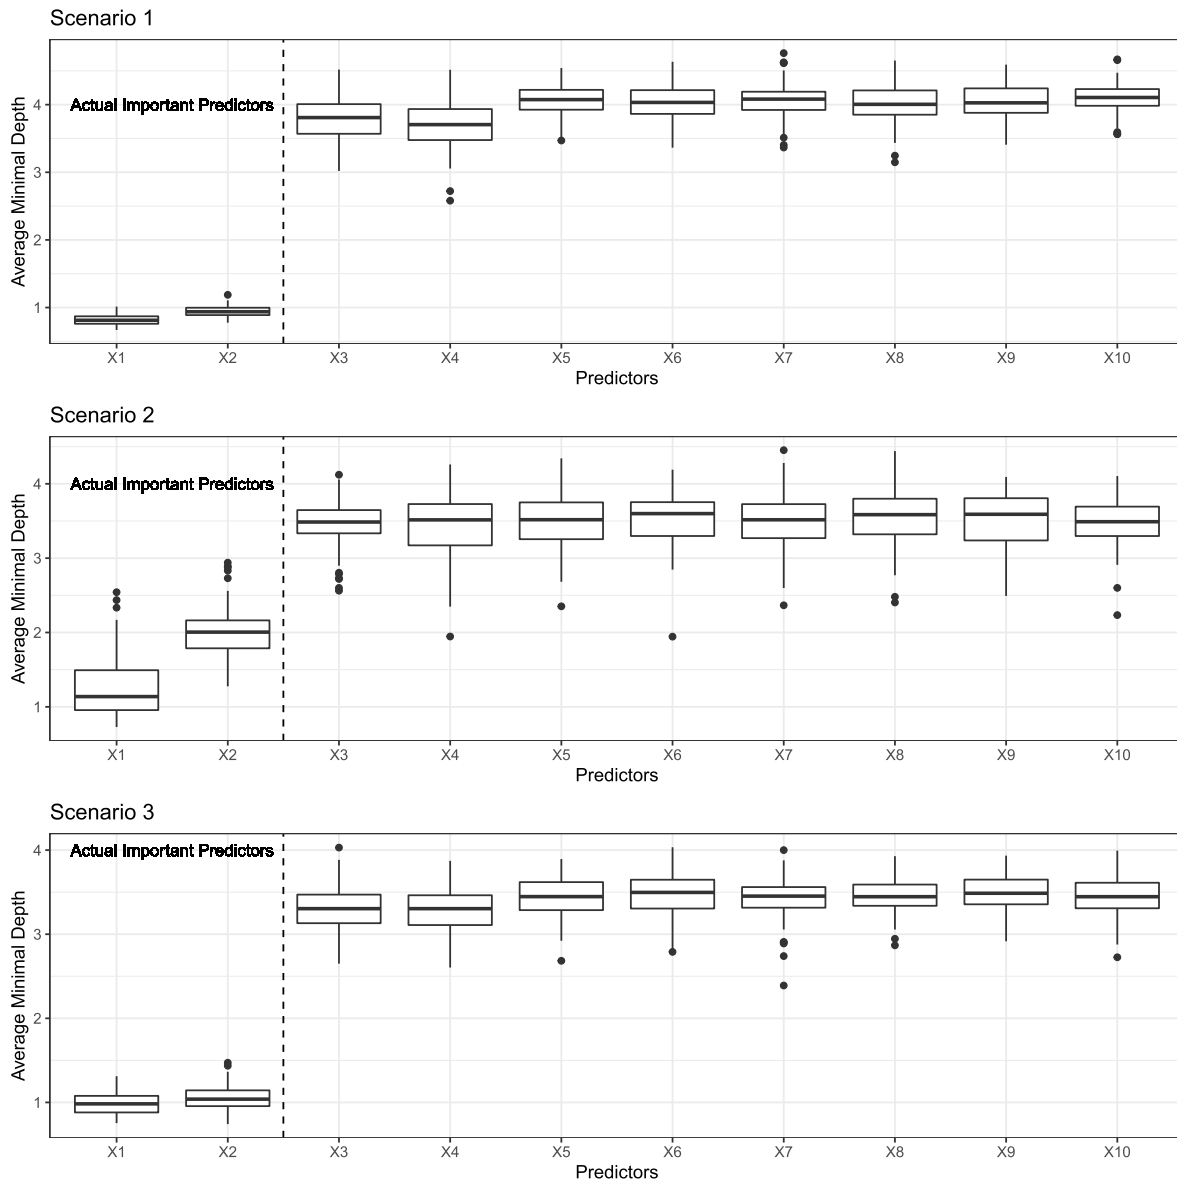 Scenario 1
Average Minimal Depth
4
3
2
1
Actual Important Predictors
X1 X2 X3 X4 X5 X6 X7 X8 X9 X10
Predictors
Scenario 2
Average Minimal Depth
4
3
2
1
Actual Important Predictors
X1 X2 X3 X4 X5 X6 X7 X8 X9 X10
Predictors
Scenario 3
Average Minimal Depth
4
3
2
1
Actual Important Predictors
X1 X2 X3 X4 X5 X6 X7 X8 X9 X10
Predictors